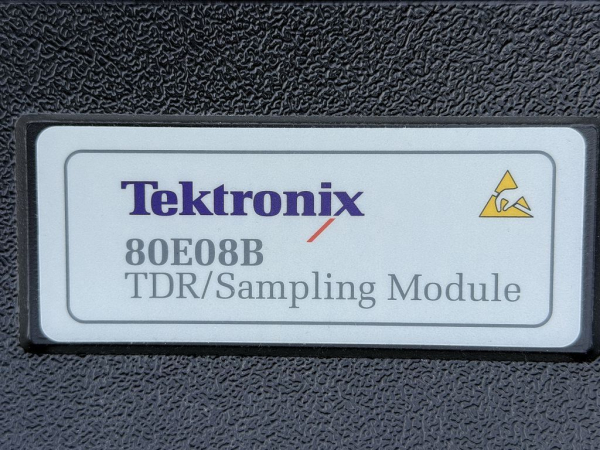 Tektronix
80E08B
TDR/Sampling Module